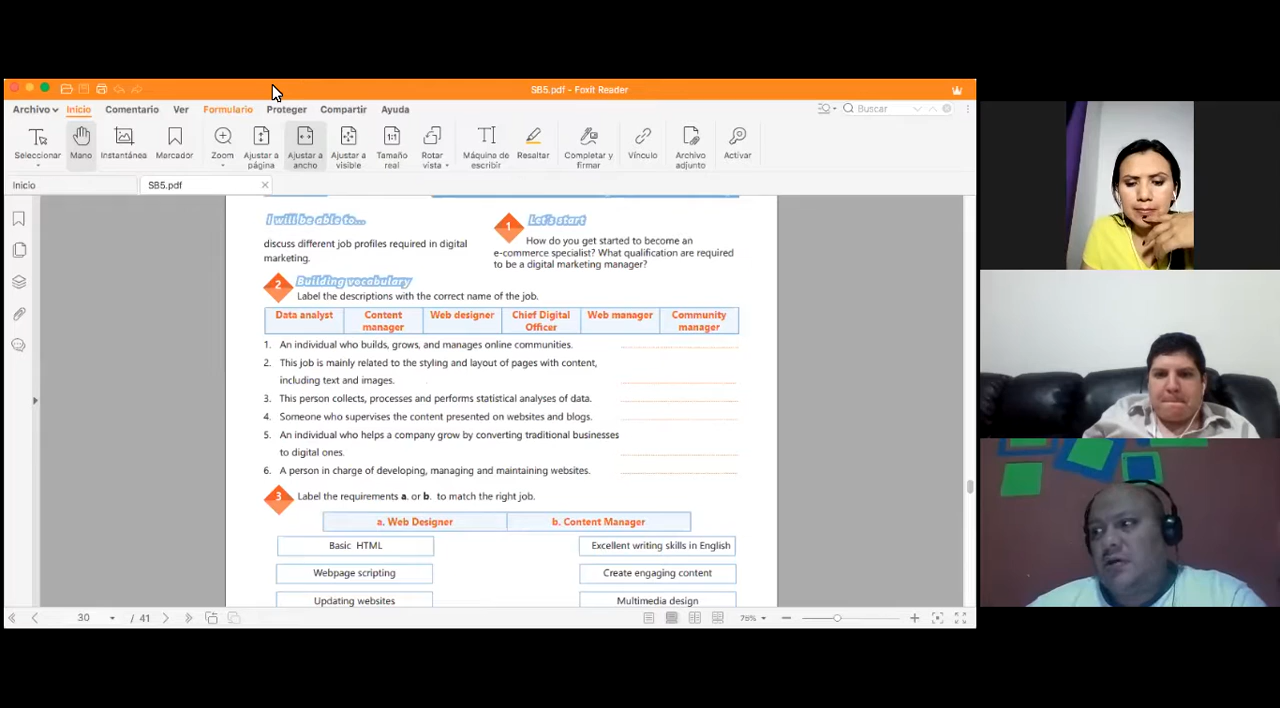 SB5.pdf - Foxit Reader
Archivo Inicio Comentario Ver Formulario Proteger Compartir Ayuda
Buscar
Seleccionar Mano Instantánea Marcador Zoom Ajustar a página Ajustar a ancho Ajustar a visible Tamaño real Rotar vista Máquina de escribir Resaltar Completar y firmar Vínculo Archivo adjunto Activar
Inicio SB5.pdf
I will be able to...
discuss different job profiles required in digital
marketing.
1 Let's start
How do you get started to become an
e-commerce specialist? What qualification are required
to be a digital marketing manager?
2 Building vocabulary
Label the descriptions with the correct name of the job.
Data analyst Content manager Web designer Chief Digital Officer Web manager Community manager
1. An individual who builds, grows, and manages online communities.
2. This job is mainly related to the styling and layout of pages with content,
including text and images.
3. This person collects, processes and performs statistical analyses of data.
4. Someone who supervises the content presented on websites and blogs.
5. An individual who helps a company grow by converting traditional businesses
to digital ones.
6. A person in charge of developing, managing and maintaining websites.
3 Label the requirements a. or b. to match the right job.
a. Web Designer b. Content Manager
Basic HTML Excellent writing skills in English
Webpage scripting Create engaging content
Updating websites Multimedia design
30 / 41 75%